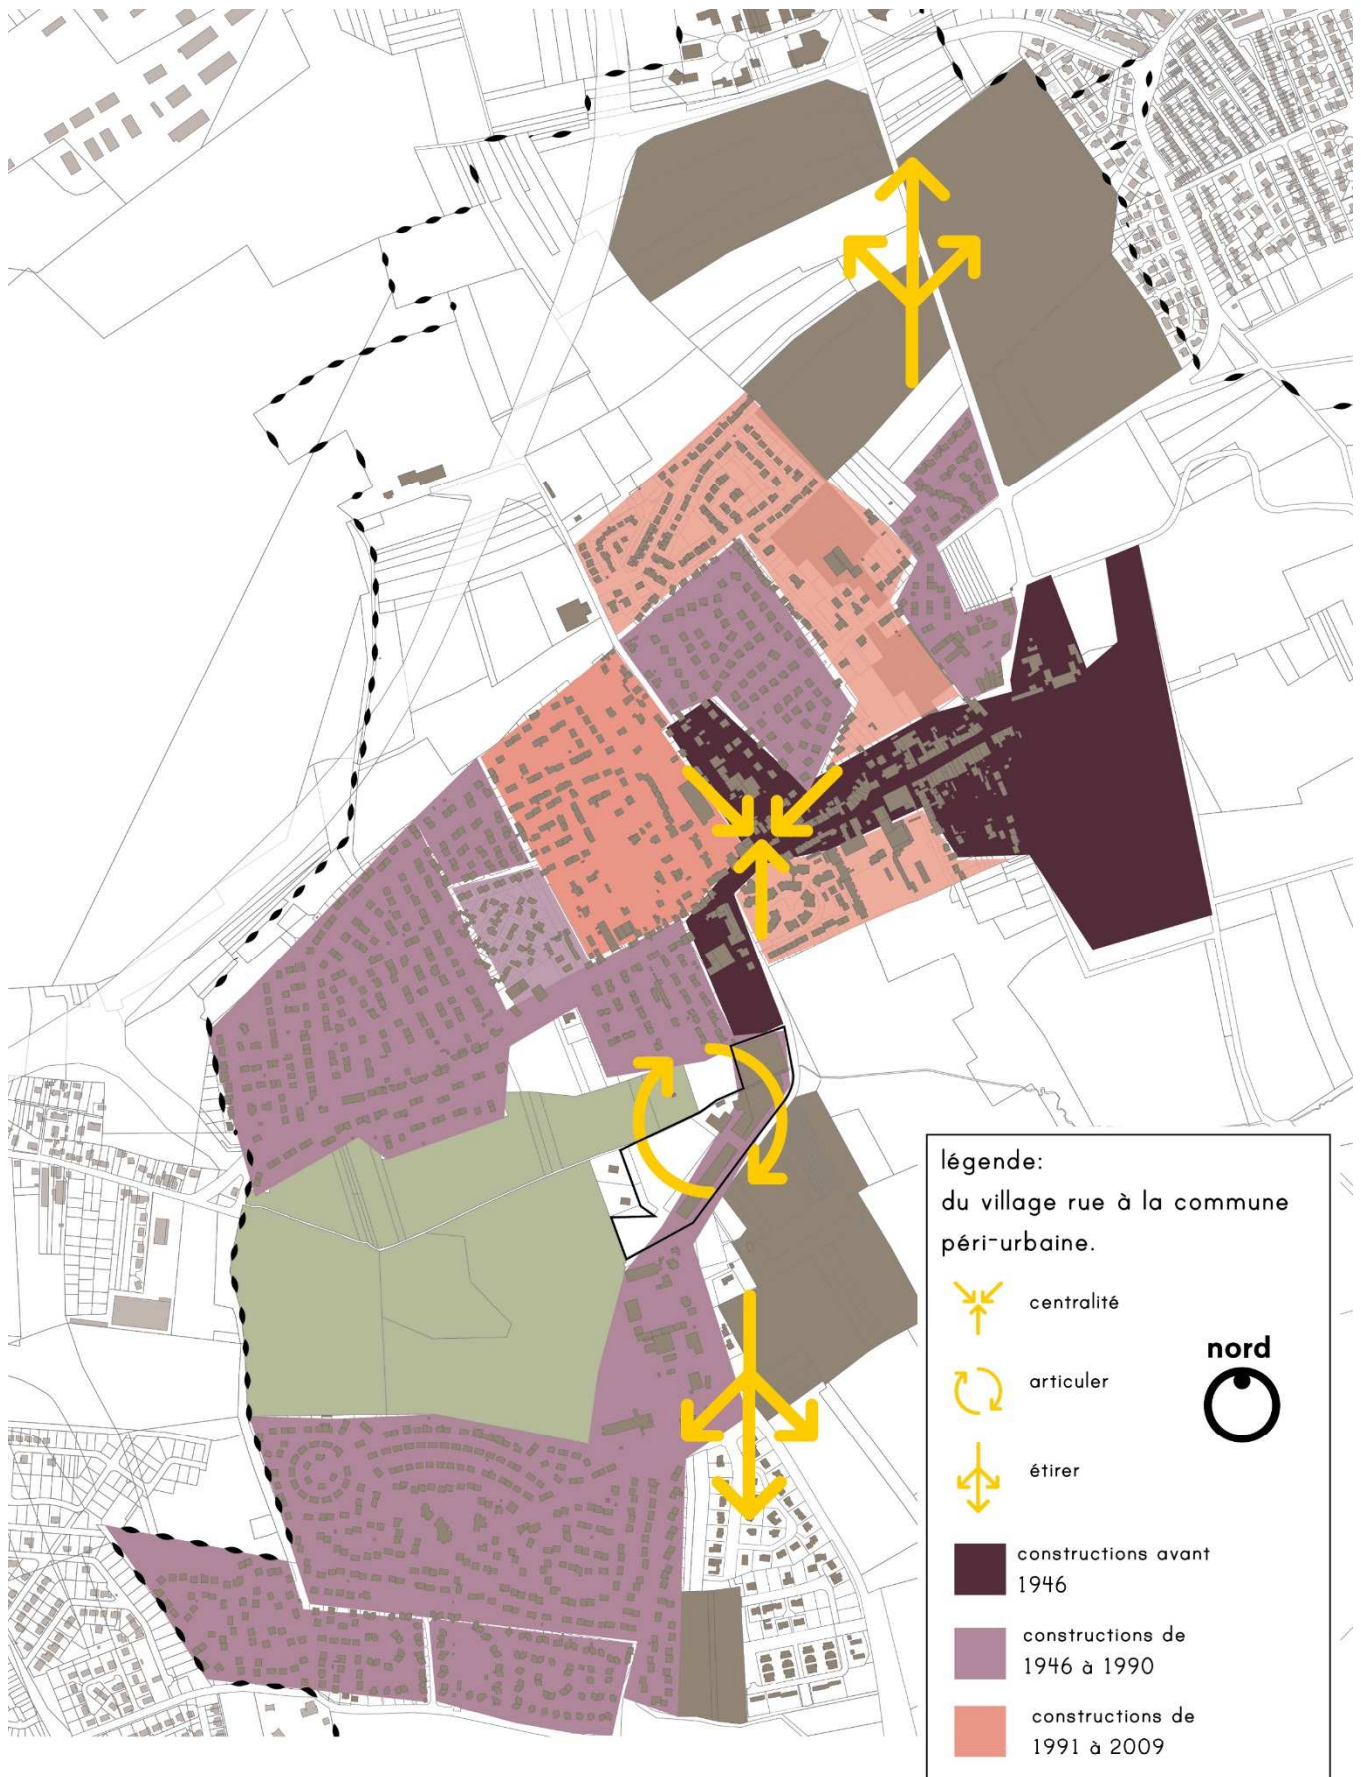 légende:
du village rue à la commune
péri-urbaine.
centralité
nord
articuler
étirer
constructions avant
1946
constructions de
1946 à 1990
constructions de
1991 à 2009